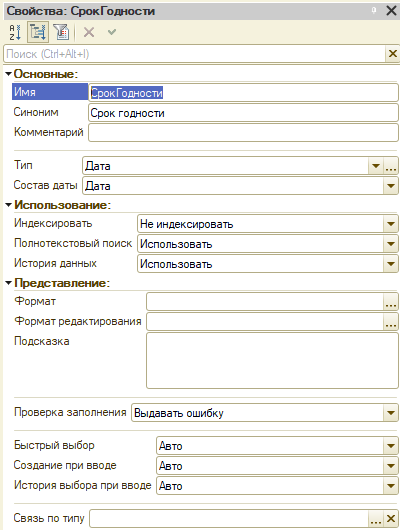 Свойства: СрокГодности
Поиск (Ctrl+Alt+I)
Основные:
Имя СрокГодности
Синоним Срок годности
Комментарий
Тип Дата
Состав даты Дата
Использование:
Индексировать Не индексировать
Полнотекстовый поиск Использовать
История данных Использовать
Представление:
Формат
Формат редактирования
Подсказка
Проверка заполнения Выдавать ошибку
Быстрый выбор Авто
Создание при вводе Авто
История выбора при вводе Авто
Связь по типу